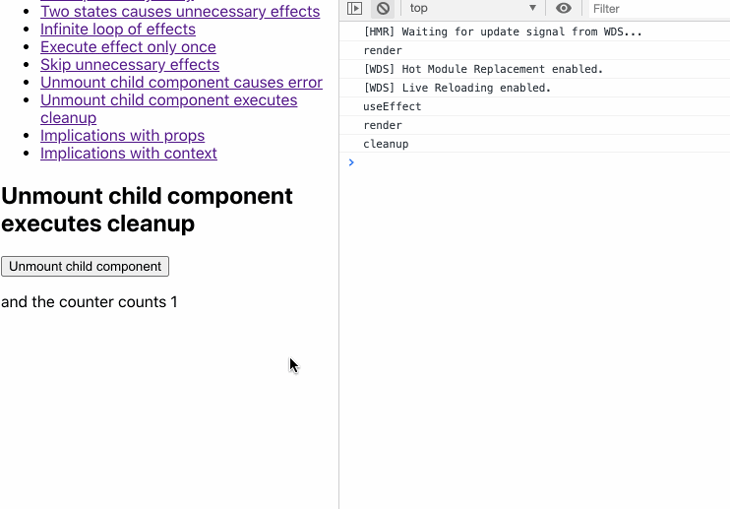 Two states causes unnecessary effects
Infinite loop of effects
Execute effect only once
Skip unnecessary effects
Unmount child component causes error
Unmount child component executes
cleanup
Implications with props
Implications with context
Unmount child component
executes cleanup
Unmount child component
and the counter counts 1
top
Filter
[HMR] Waiting for update signal from WDS...
render
[WDS] Hot Module Replacement enabled.
[WDS] Live Reloading enabled.
useEffect
render
cleanup